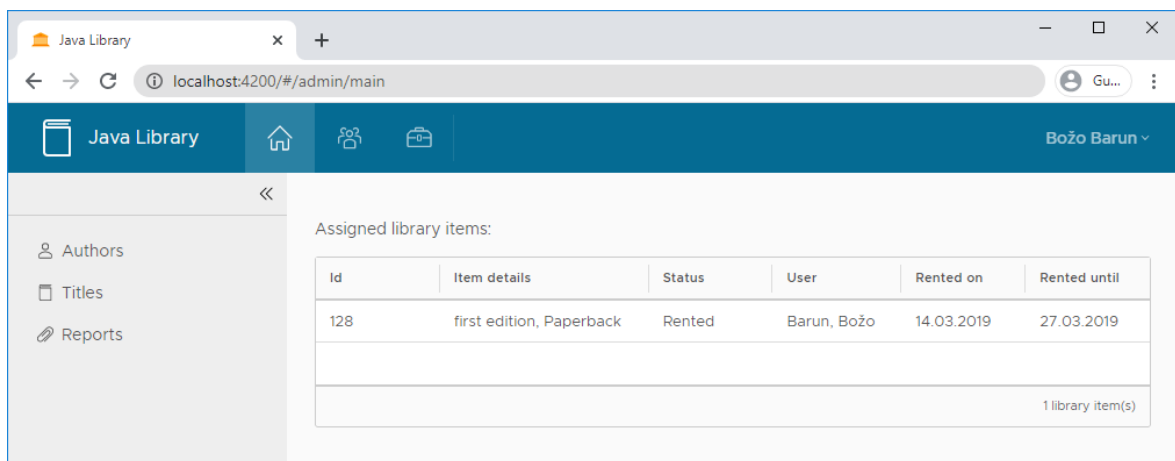 Java Library
localhost:4200/#/admin/main
Gu...
Java Library
Božo Barun
Authors
Titles
Reports
Assigned library items:
Id Item details Status User Rented on Rented until
128 first edition, Paperback Rented Barun, Božo 14.03.2019 27.03.2019
1 library item(s)